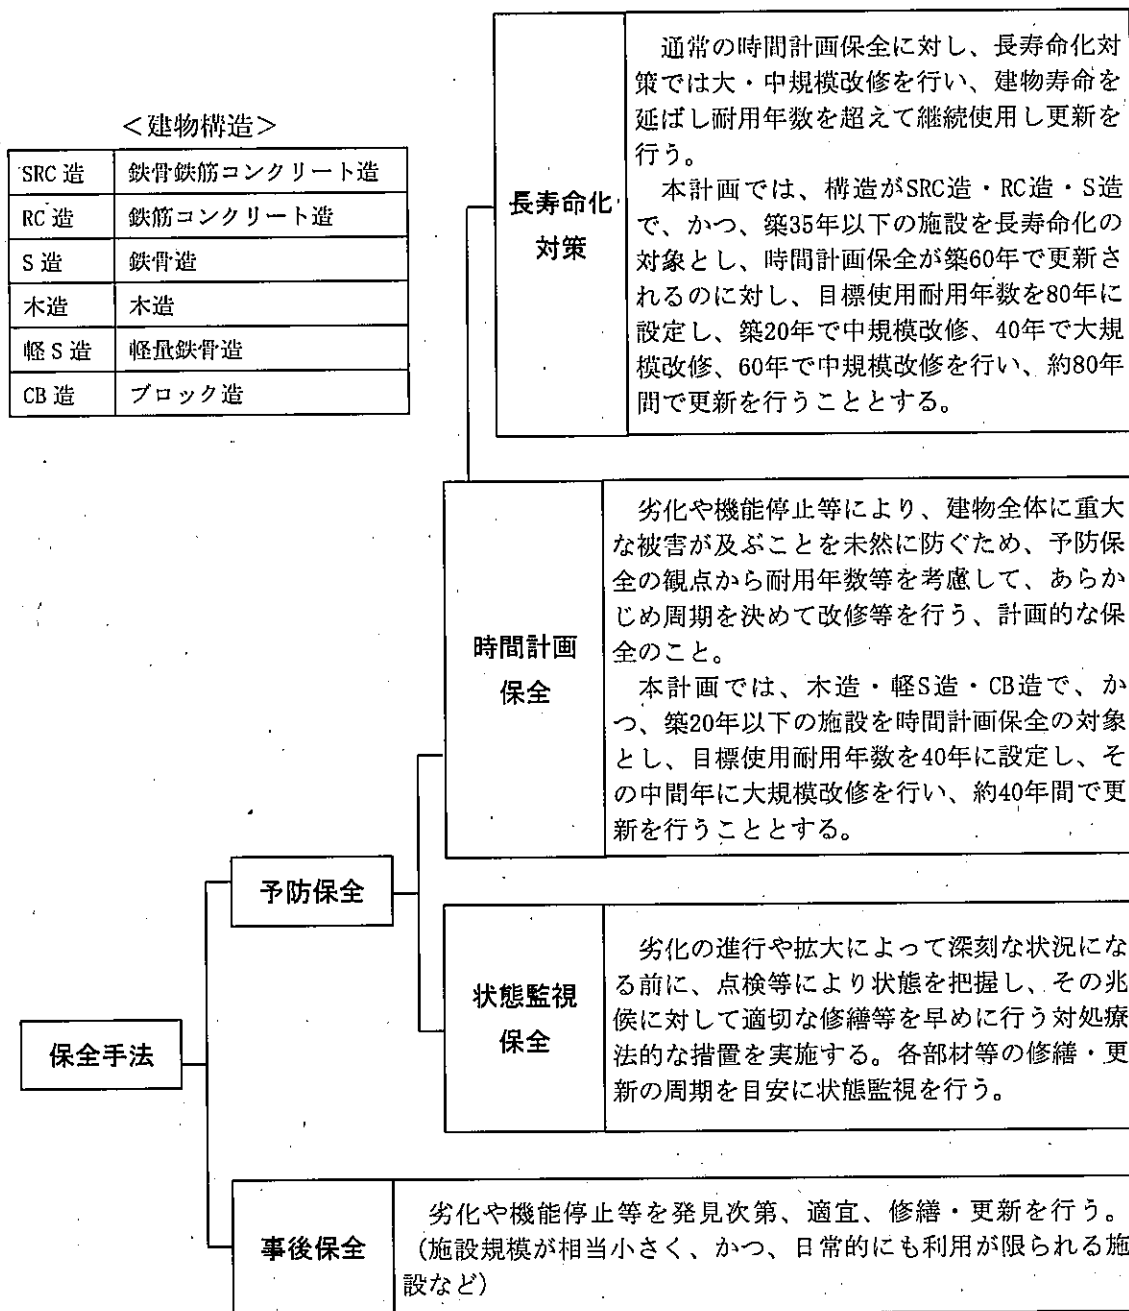 ＜建物構造＞
SRC 造 鉄骨鉄筋コンクリート造
RC 造 鉄筋コンクリート造
S 造 鉄骨造
木造 木造
軽 S 造 軽量鉄骨造
CB 造 ブロック造
長寿命化
対策
通常の時間計画保全に対し、長寿命化対
策では大・中規模改修を行い、建物寿命を
延ばし耐用年数を超えて継続使用し更新を
行う。
本計画では、構造がSRC造・RC造・S造
で、かつ、築35年以下の施設を長寿命化の
対象とし、時間計画保全が築60年で更新さ
れるのに対し、目標使用耐用年数を80年に
設定し、築20年で中規模改修、40年で大規
模改修、60年で中規模改修を行い、約80年
間で更新を行うこととする。
時間計画
保全
劣化や機能停止等により、建物全体に重大
な被害が及ぶことを未然に防ぐため、予防保
全の観点から耐用年数等を考慮して、あらか
じめ周期を決めて改修等を行う、計画的な保
全のこと。
本計画では、木造・軽S造・CB造で、か
つ、築20年以下の施設を時間計画保全の対象
とし、目標使用耐用年数を40年に設定し、そ
の中間年に大規模改修を行い、約40年間で更
新を行うこととする。
予防保全
状態監視
保全
劣化の進行や拡大によって深刻な状況にな
る前に、点検等により状態を把握し、その兆
候に対して適切な修繕等を早めに行う対処療
法的な措置を実施する。各部材等の修繕・更
新の周期を目安に状態監視を行う。
保全手法
事後保全
劣化や機能停止等を発見次第、適宜、修繕・更新を行う。
（施設規模が相当小さく、かつ、日常的にも利用が限られる施
設など）